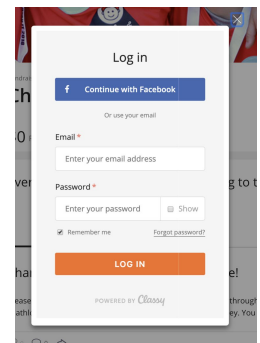 Log in
f Continue with Facebook
Or use your email
Email *
Enter your email address
Password *
Enter your password Show
Remember me Forgot password?
LOG IN
POWERED BY Classy